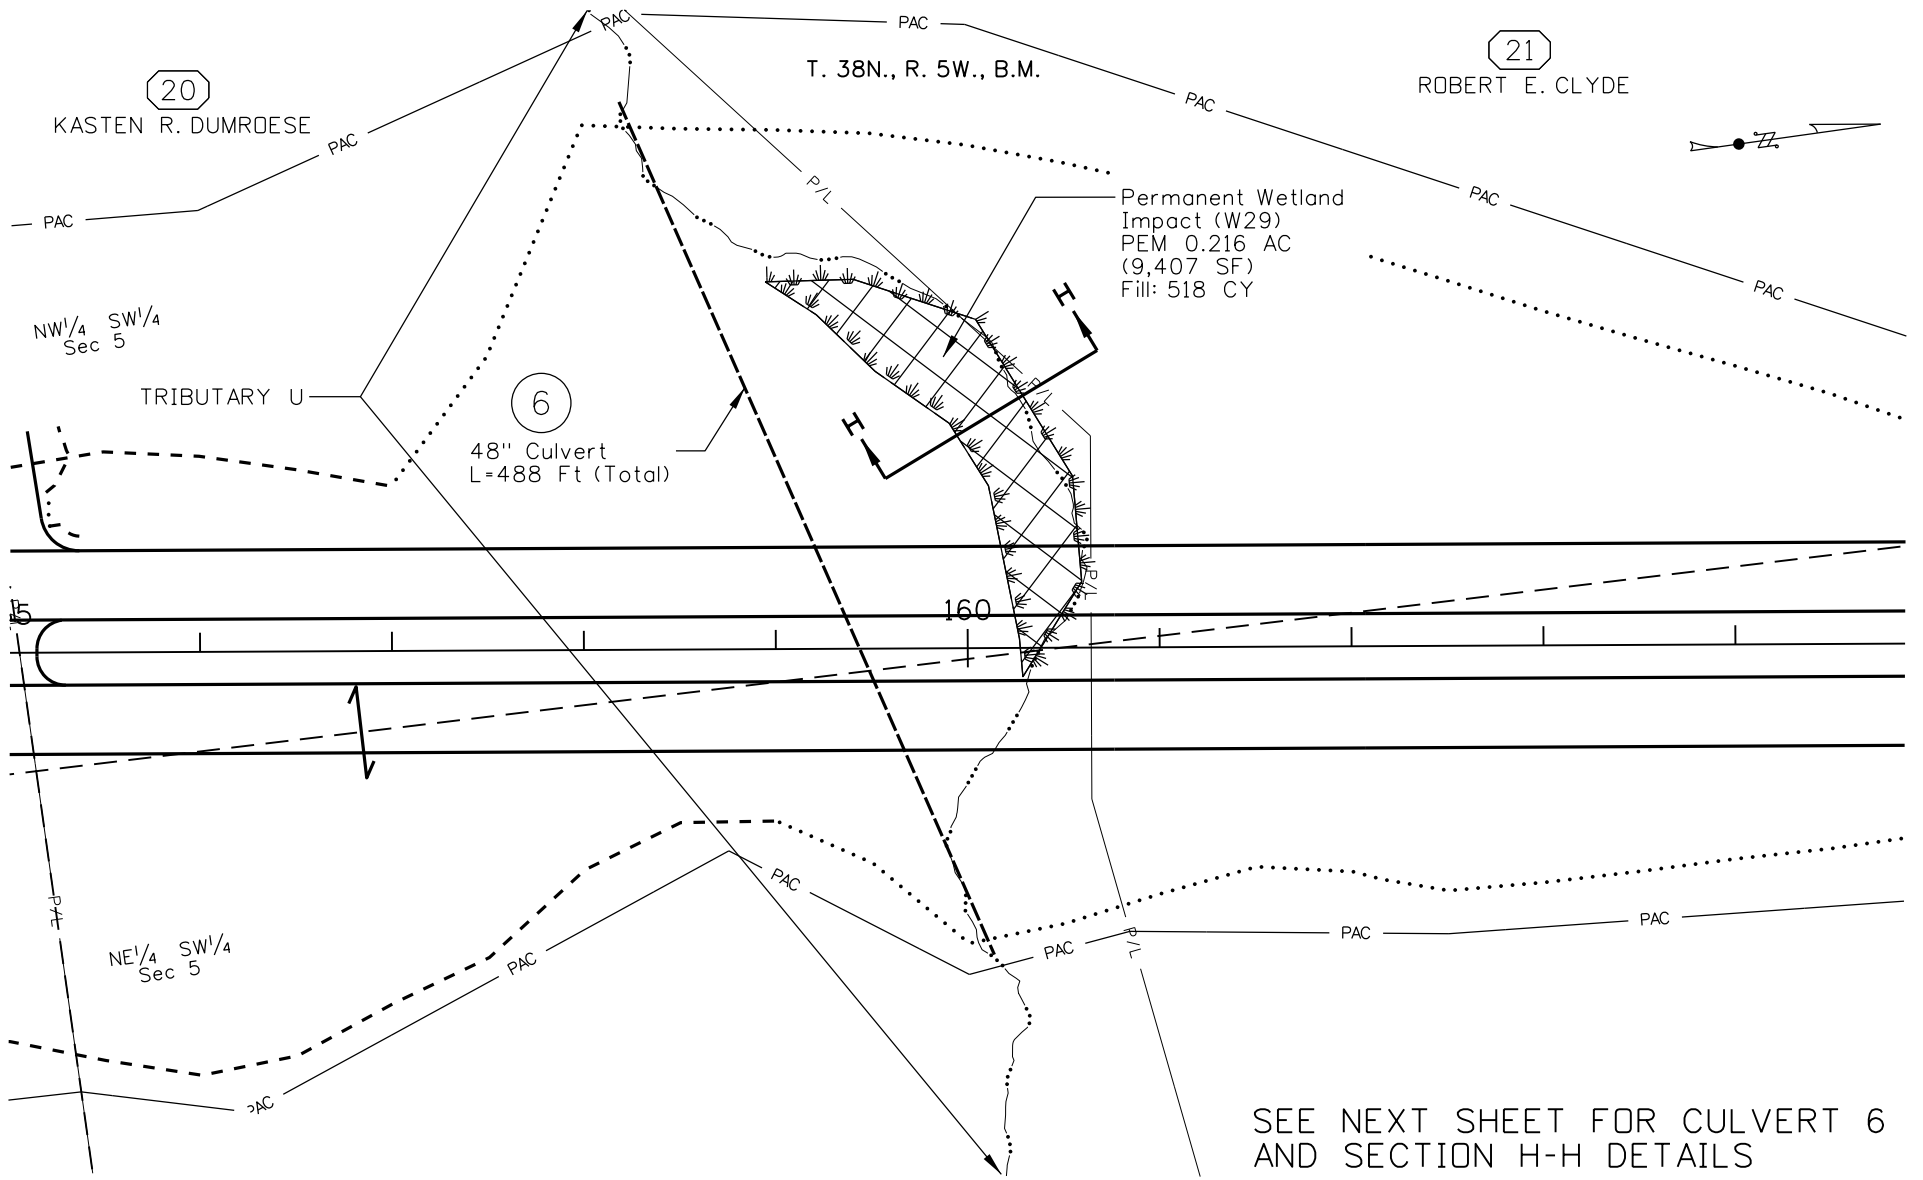 PAC
PAC
21
T. 38N., R. 5W., B.M.
ROBERT E. CLYDE
20
KASTEN R. DUMROESE
PAC
PAC
N
P/L
PAC
PAC
PAC
Permanent Wetland
Impact (W29)
PEM 0.216 AC
(9,407 SF)
Fill: 518 CY
H
NW1/4 SW1/4
Sec 5
TRIBUTARY U
6
P/L
H
48" Culvert
L=488 Ft (Total)
P/L
160
15
P/L
PAC
P/L
PAC
PAC
PAC
P/L
PAC
NE1/4 SW1/4
Sec 5
PAC
PAC
SEE NEXT SHEET FOR CULVERT 6
AND SECTION H-H DETAILS